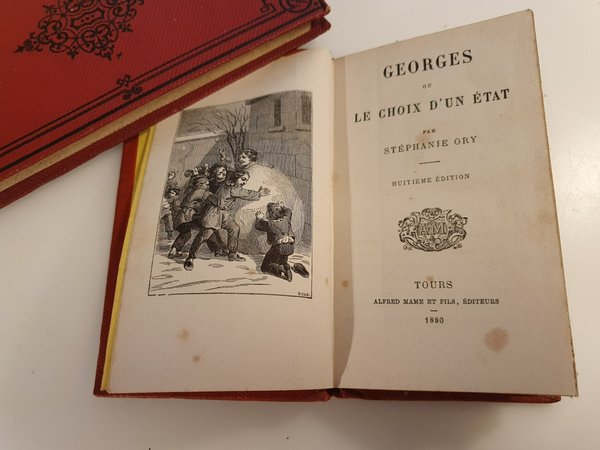 GEORGES
OU
LE CHOIX D'UN ÉTAT
PAR
STÉPHANIE ORY
HUITIÈME ÉDITION
AM
TOURS
ALFRED MAME ET FILS, ÉDITEURS
1880